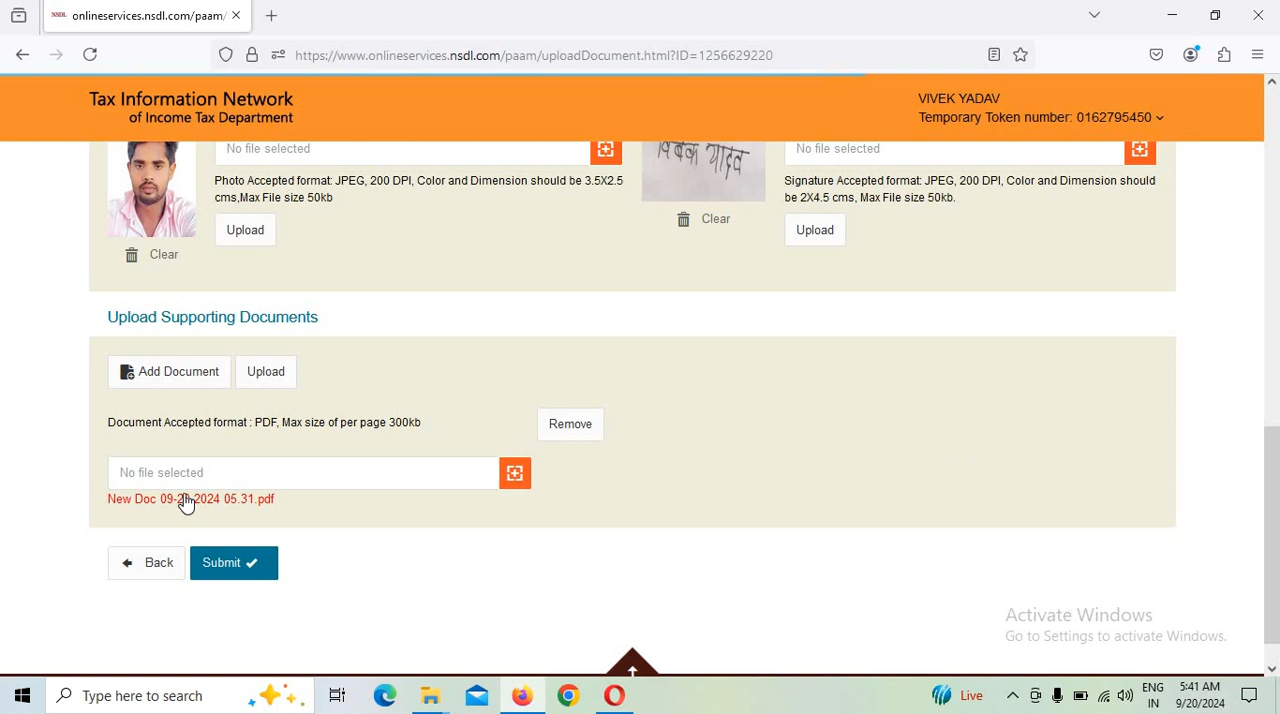 onlineservices.nsdl.com/paam/
https://www.onlineservices.nsdl.com/paam/uploadDocument.html?ID=1256629220
Tax Information Network
of Income Tax Department
VIVEK YADAV
Temporary Token number: 0162795450
No file selected
Photo Accepted format: JPEG, 200 DPI, Color and Dimension should be 3.5X2.5
cms,Max File size 50kb
Upload
Clear
विवेक यादव
Clear
No file selected
Signature Accepted format: JPEG, 200 DPI, Color and Dimension should
be 2X4.5 cms, Max File size 50kb.
Upload
Upload Supporting Documents
Add Document
Upload
Document Accepted format : PDF, Max size of per page 300kb
Remove
No file selected
New Doc 09-2 2024 05.31.pdf
Back
Submit
Activate Windows
Go to Settings to activate Windows.
Type here to search
Live
ENG
IN
5:41 AM
9/20/2024